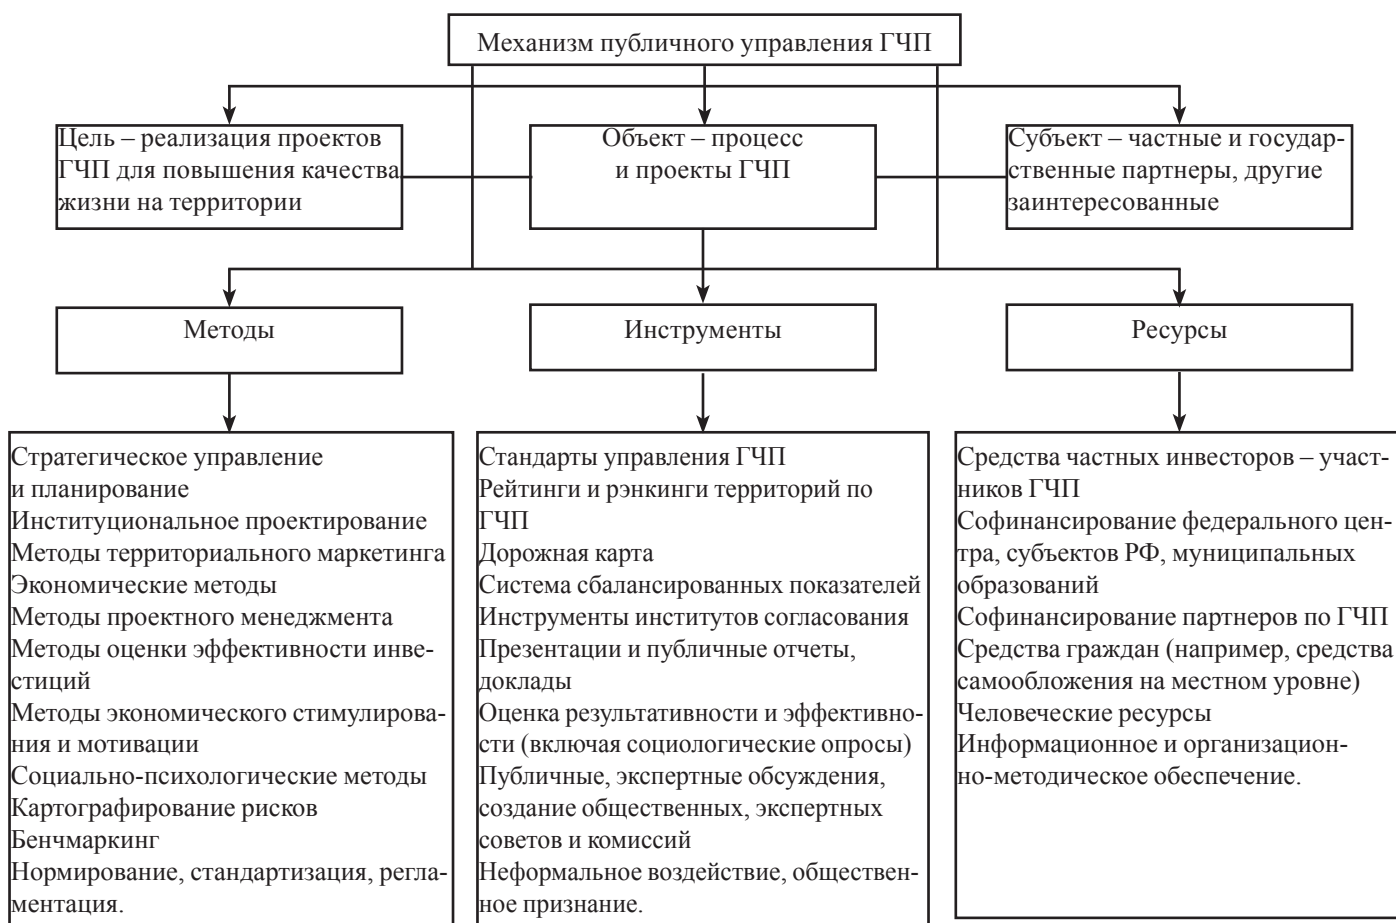 Механизм публичного управления ГЧП
Цель – реализация проектов
ГЧП для повышения качества
жизни на территории
Объект – процесс
и проекты ГЧП
Субъект – частные и государ-
ственные партнеры, другие
заинтересованные
Методы
Инструменты
Ресурсы
Стратегическое управление
и планирование
Институциональное проектирование
Методы территориального маркетинга
Экономические методы
Методы проектного менеджмента
Методы оценки эффективности инве-
стиций
Методы экономического стимулирова-
ния и мотивации
Социально-психологические методы
Картографирование рисков
Бенчмаркинг
Нормирование, стандартизация, регла-
ментация.
Стандарты управления ГЧП
Рейтинги и рэнкинги территорий по
ГЧП
Дорожная карта
Система сбалансированных показателей
Инструменты институтов согласования
Презентации и публичные отчеты,
доклады
Оценка результативности и эффективно-
сти (включая социологические опросы)
Публичные, экспертные обсуждения,
создание общественных, экспертных
советов и комиссий
Неформальное воздействие, обществен-
ное признание.
Средства частных инвесторов – участ-
ников ГЧП
Софинансирование федерального цен-
тра, субъектов РФ, муниципальных
образований
Софинансирование партнеров по ГЧП
Средства граждан (например, средства
самообложения на местном уровне)
Человеческие ресурсы
Информационное и организацион-
но-методическое обеспечение.